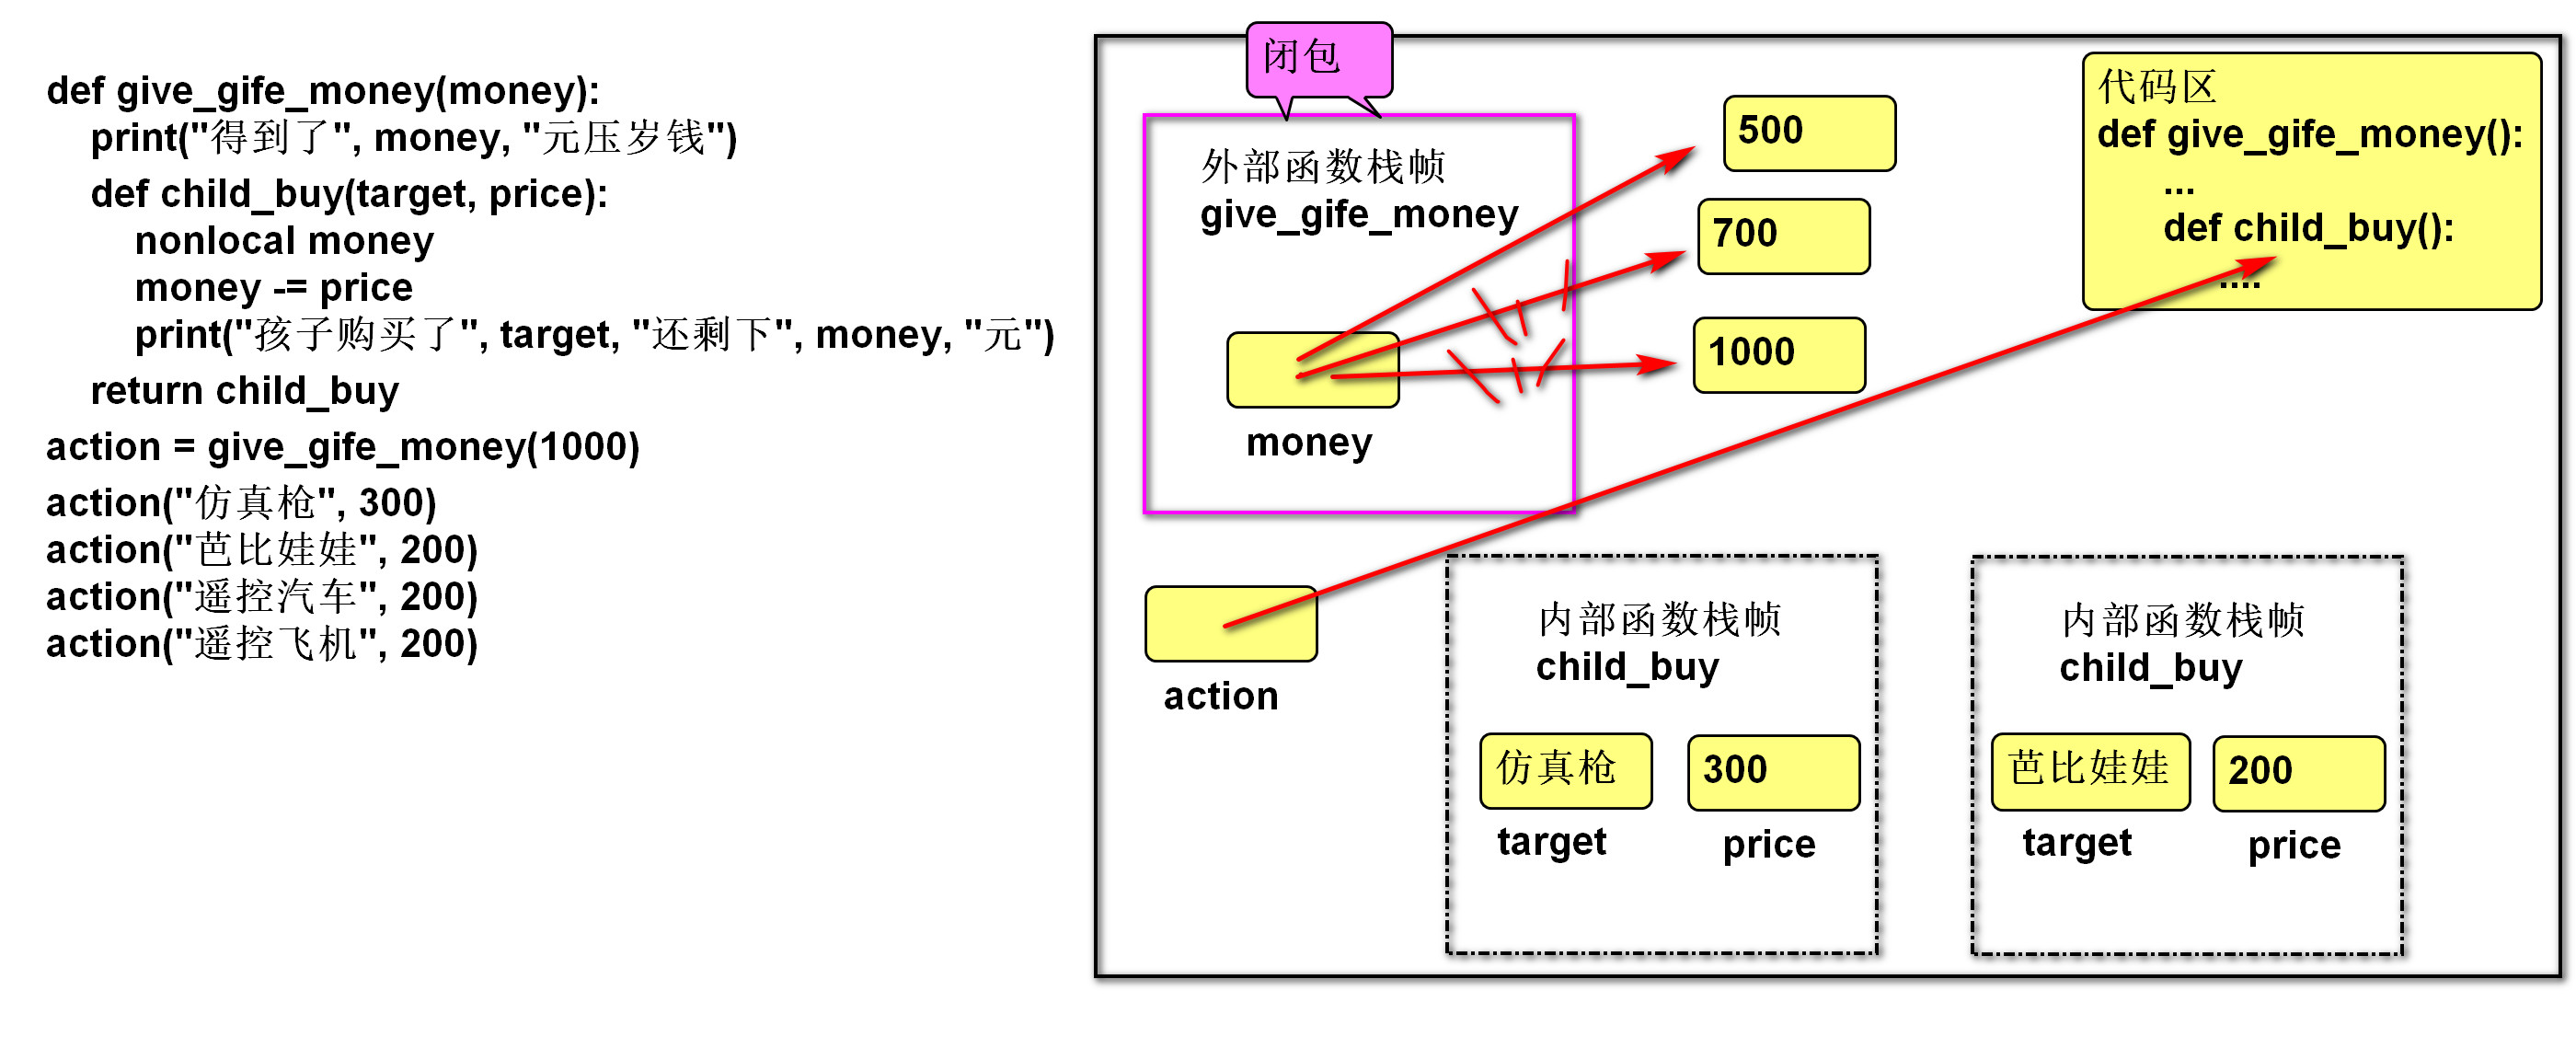 def give_gife_money(money):
print("得到了", money, "元压岁钱")
def child_buy(target, price):
nonlocal money
money -= price
print("孩子购买了", target, "还剩下", money, "元")
return child_buy
action = give_gife_money(1000)
action("仿真枪", 300)
action("芭比娃娃", 200)
action("遥控汽车", 200)
action("遥控飞机", 200)
闭包
外部函数栈帧
give_gife_money
money
500
700
1000
代码区
def give_gife_money():
...
def child_buy():
....
action
内部函数栈帧
child_buy
仿真枪
300
target
price
内部函数栈帧
child_buy
芭比娃娃
200
target
price